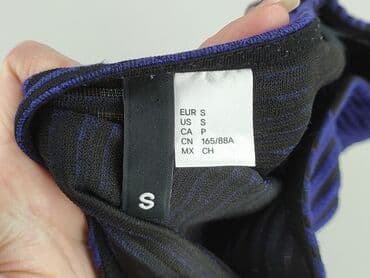 EUR S
US S
CA P
CN 165/88A
MX CH
S